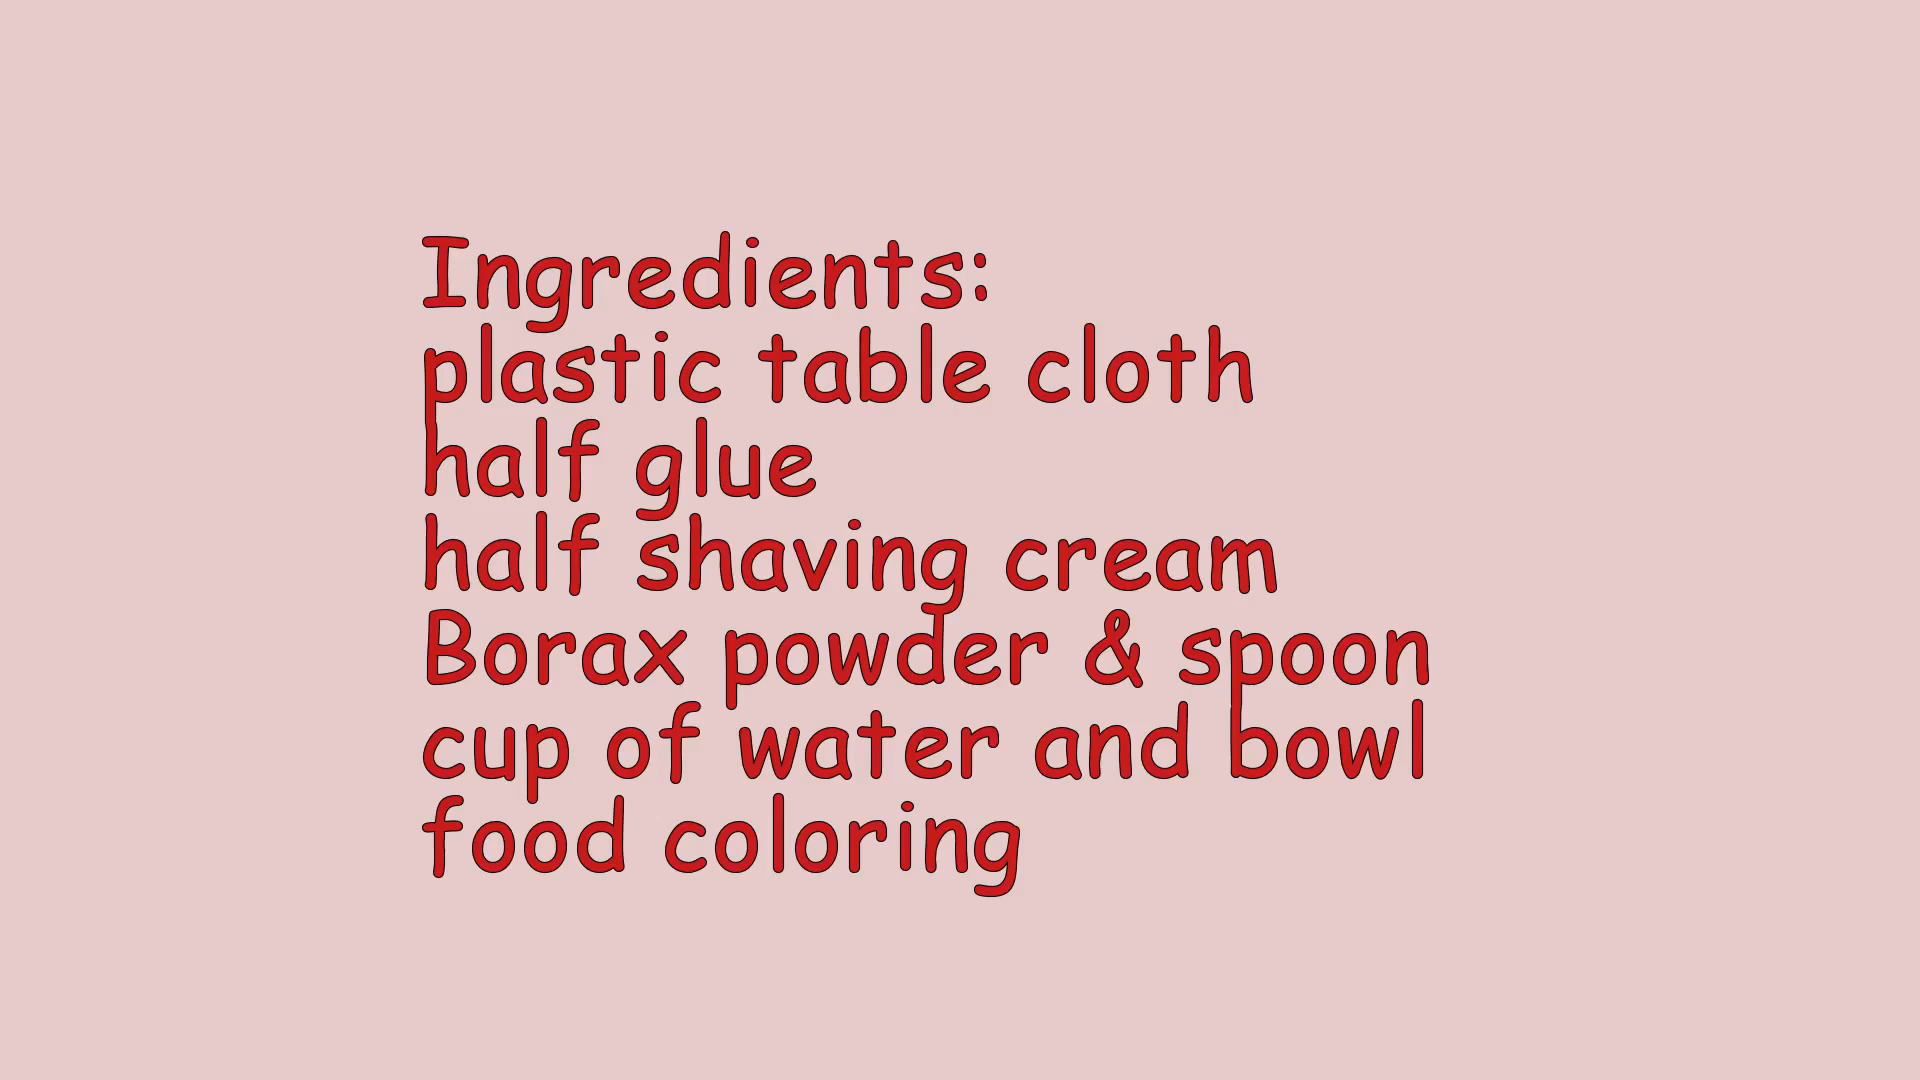 Ingredients:
plastic table cloth
half glue
half shaving cream
Borax powder & spoon
cup of water and bowl
food coloring